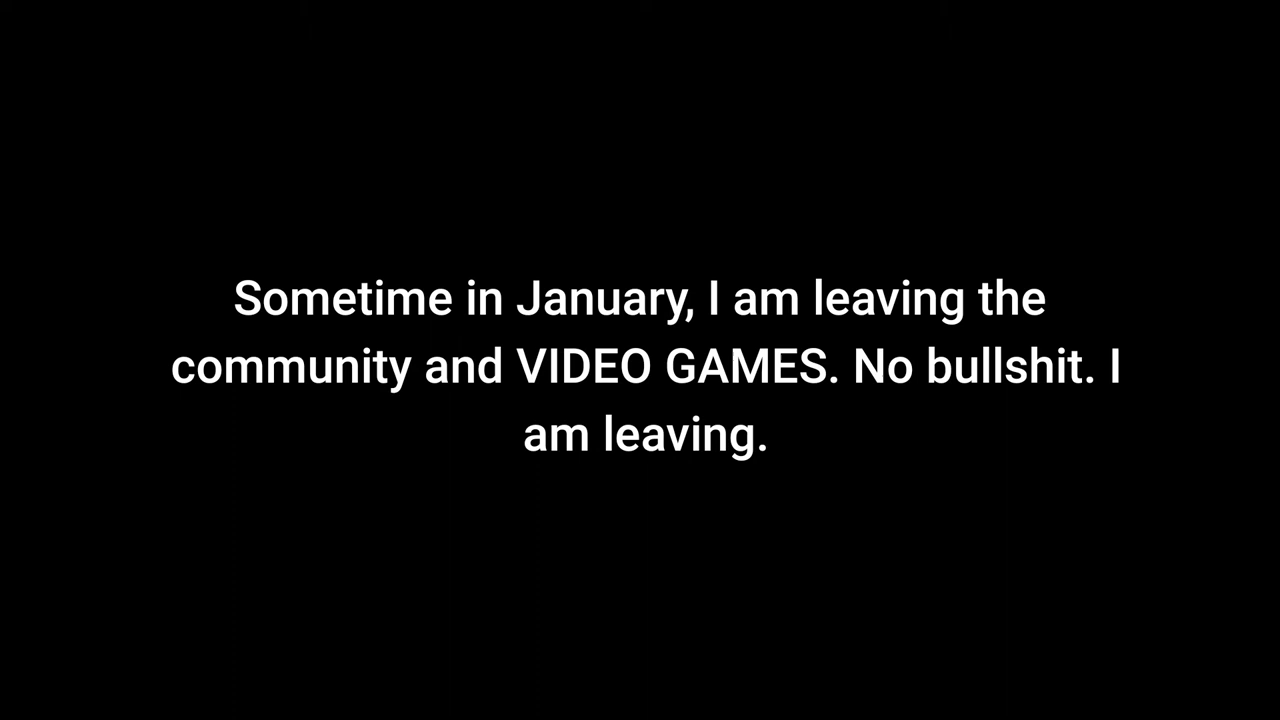 Sometime in January, I am leaving the
community and VIDEO GAMES. No bullshit. I
am leaving.